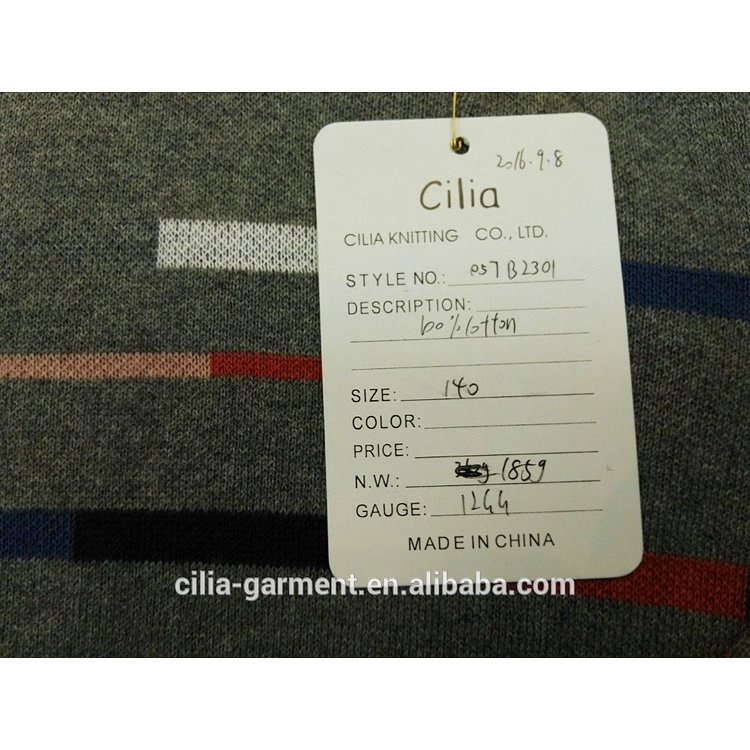 2016.9.8
Cilia
CILIA KNITTING CO., LTD.
STYLE NO.: 057B2301
DESCRIPTION:
100% cotton
SIZE: 140
COLOR:
PRICE:
N.W.: 185g
GAUGE: 12GG
MADE IN CHINA
cilia-garment.en.alibaba.com